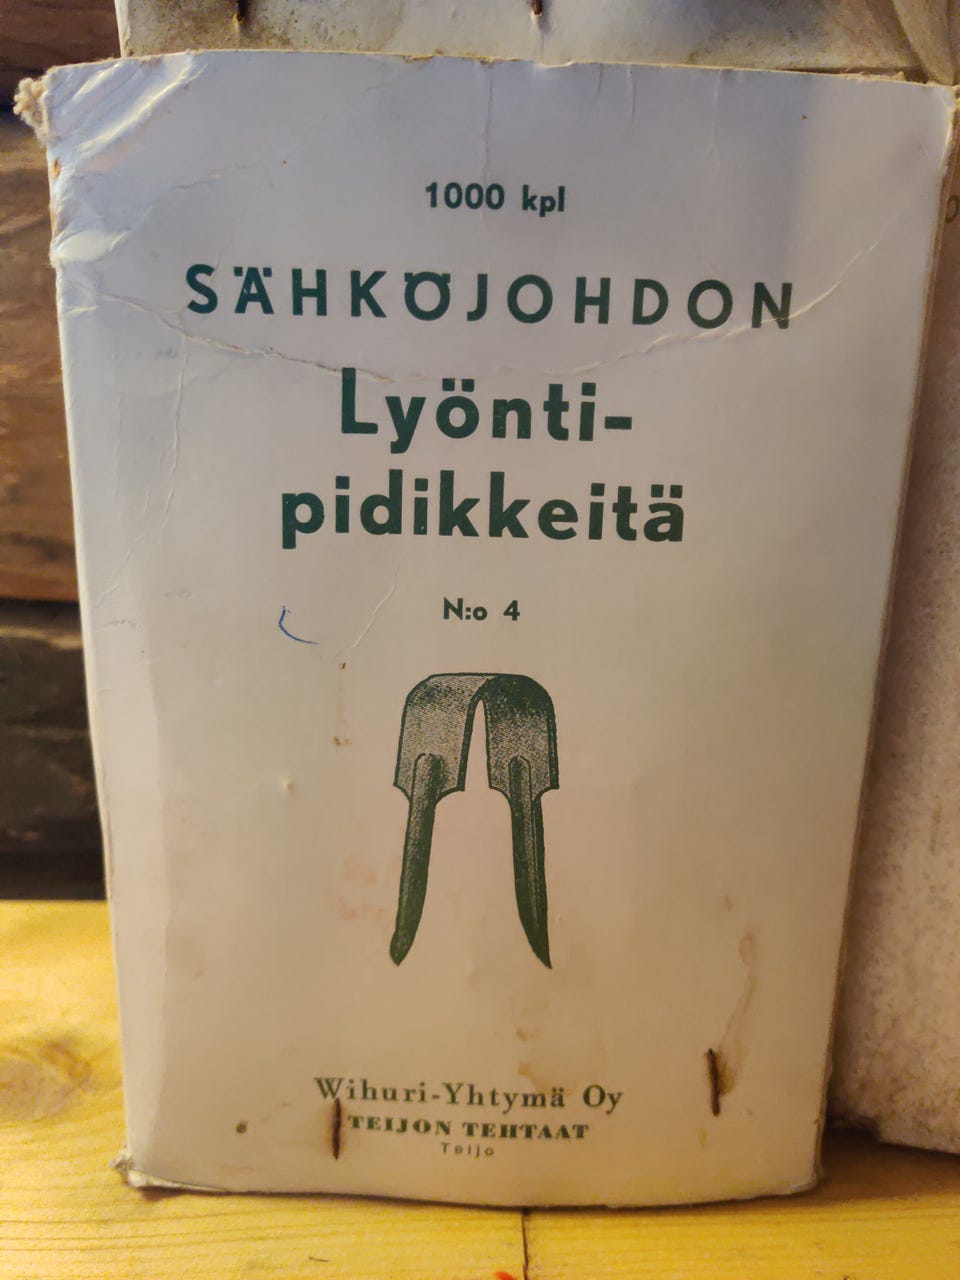 1000 kpl
SÄHKÖJOHDON
Lyönti-
pidikkeitä
N:o 4
Wihuri-Yhtymä Oy
TEIJON TEHTAAT
Teijo